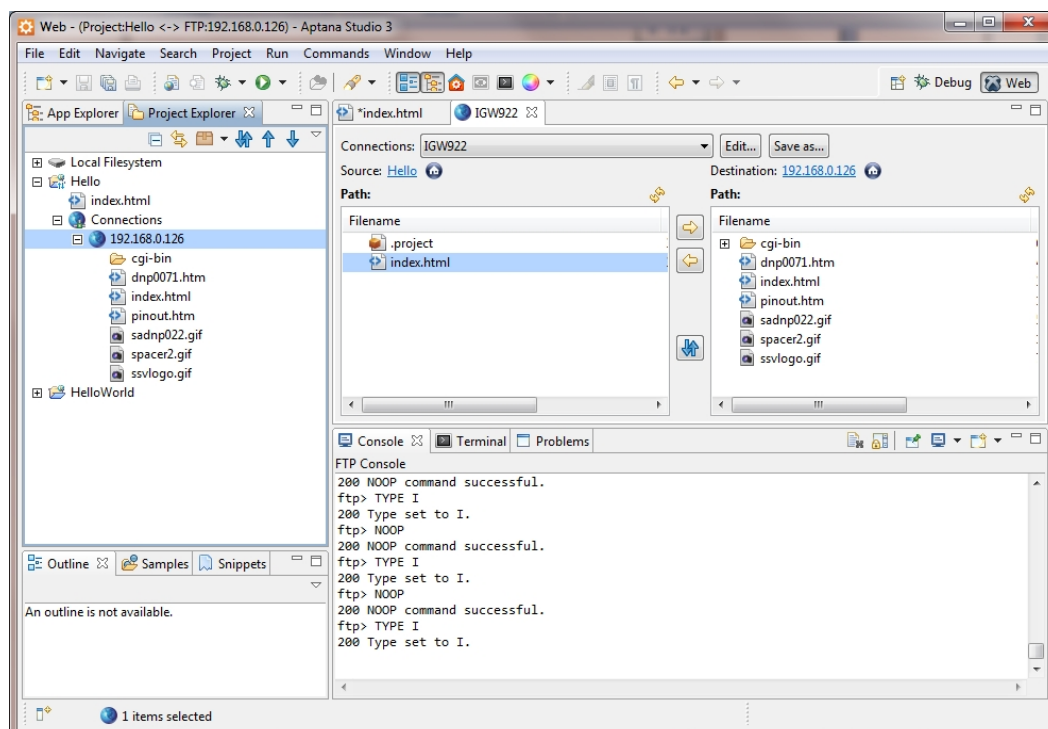 Web - (Project:Hello <-> FTP:192.168.0.126) - Aptana Studio 3
File Edit Navigate Search Project Run Commands Window Help
Debug Web
App Explorer Project Explorer
*index.html IGW922
Connections: IGW922 Edit... Save as...
Source: Hello Destination: 192.168.0.126
Path: Path:
Local Filesystem
Hello
index.html
Connections
192.168.0.126
cgi-bin
dnp0071.htm
index.html
pinout.htm
sadnp022.gif
spacer2.gif
ssvlogo.gif
HelloWorld
Filename
.project
index.html
Filename
cgi-bin
dnp0071.htm
index.html
pinout.htm
sadnp022.gif
spacer2.gif
ssvlogo.gif
Console Terminal Problems
FTP Console
200 NOOP command successful.
ftp> TYPE I
200 Type set to I.
ftp> NOOP
200 NOOP command successful.
ftp> TYPE I
200 Type set to I.
ftp> NOOP
200 NOOP command successful.
ftp> TYPE I
200 Type set to I.
Outline Samples Snippets
An outline is not available.
1 items selected